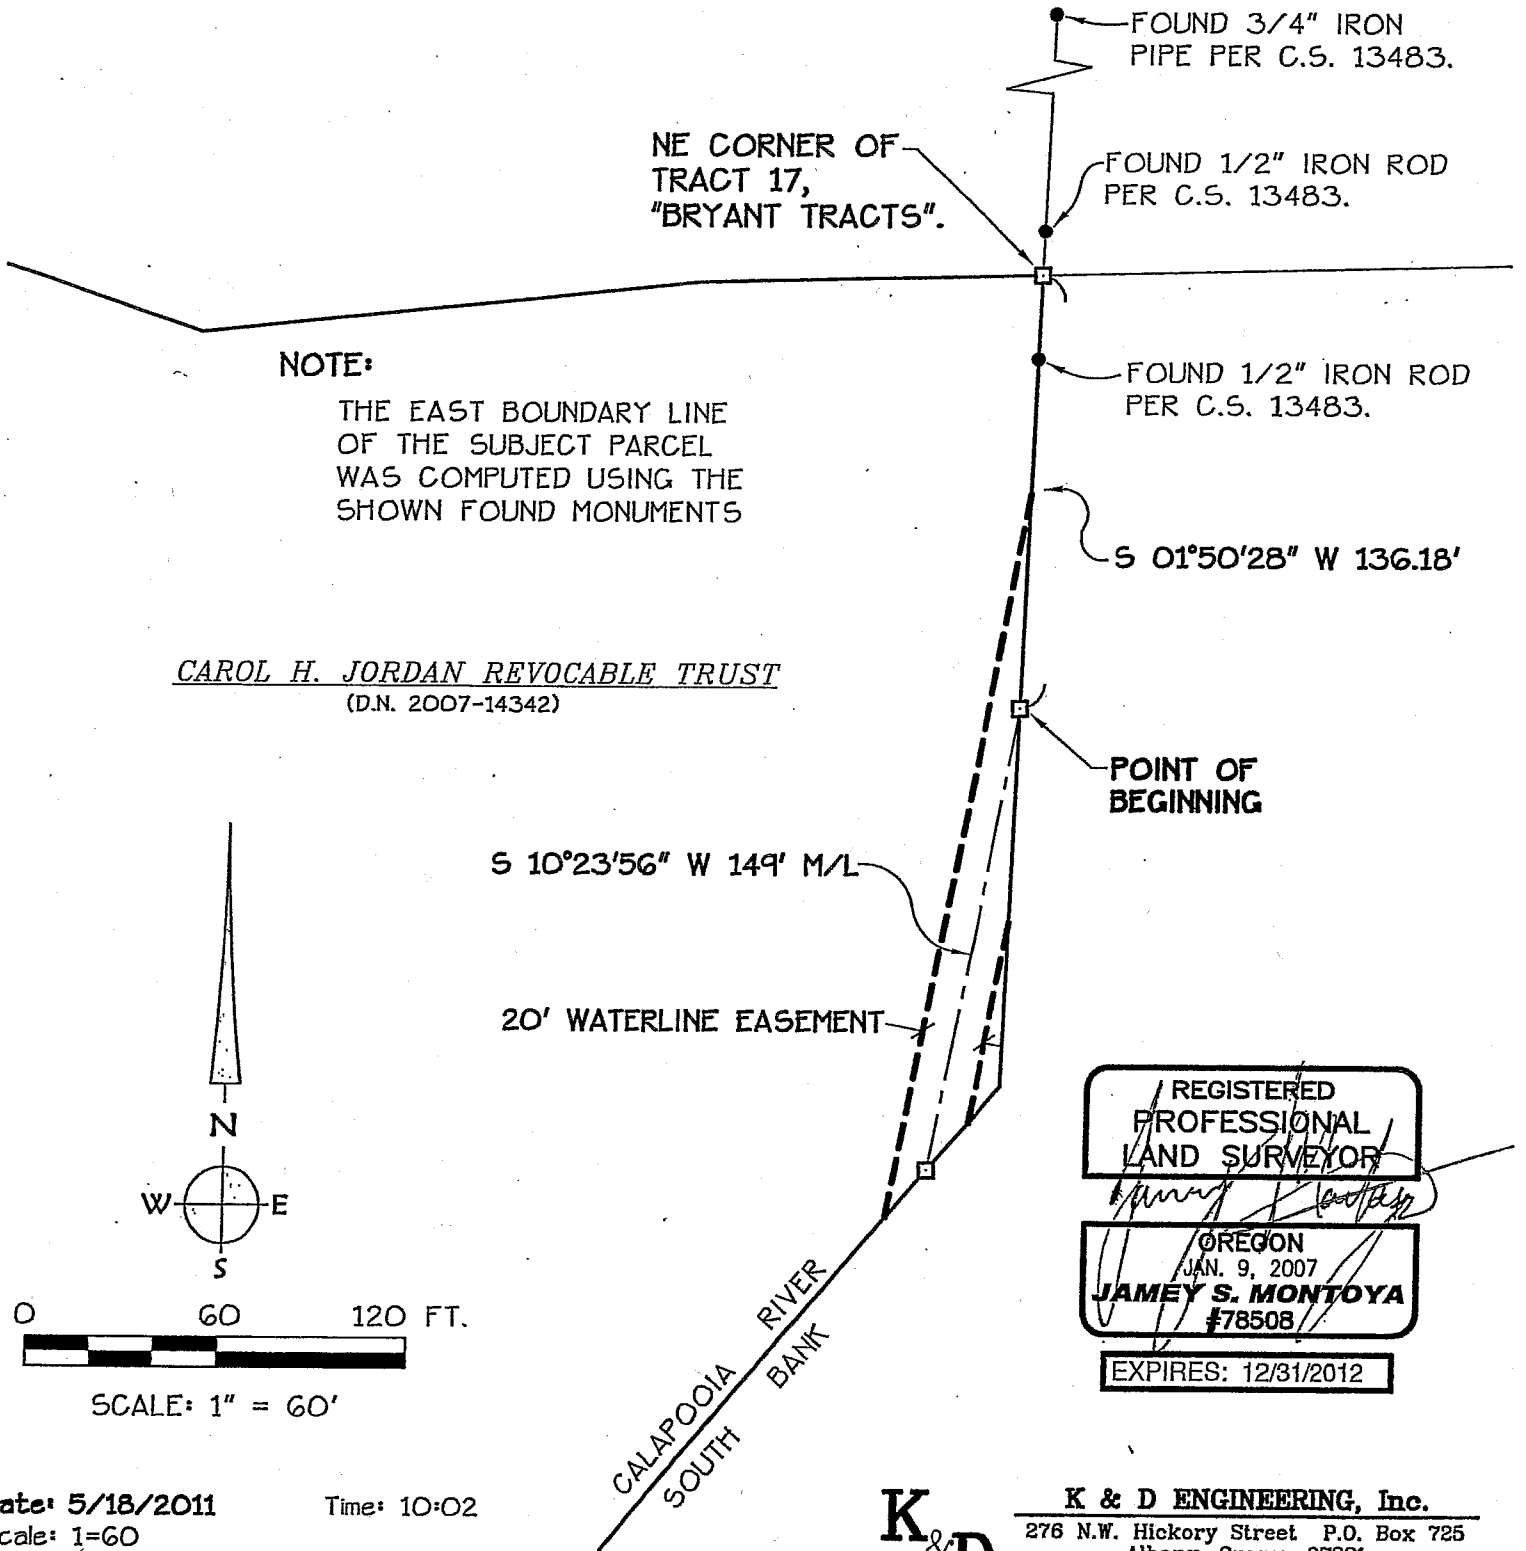 FOUND 3/4" IRON
PIPE PER C.S. 13483.
NE CORNER OF
TRACT 17,
"BRYANT TRACTS".
FOUND 1/2" IRON ROD
PER C.S. 13483.
NOTE:
THE EAST BOUNDARY LINE
OF THE SUBJECT PARCEL
WAS COMPUTED USING THE
SHOWN FOUND MONUMENTS
FOUND 1/2" IRON ROD
PER C.S. 13483.
S 01°50'28" W 136.18'
CAROL H. JORDAN REVOCABLE TRUST
(D.N. 2007-14342)
POINT OF
BEGINNING
S 10°23'56" W 149' M/L
20' WATERLINE EASEMENT
N
W E
S
0 60 120 FT.
SCALE: 1" = 60'
REGISTERED
PROFESSIONAL
LAND SURVEYOR
OREGON
JAN. 9, 2007
JAMEY S. MONTOYA
#78508
EXPIRES: 12/31/2012
CALAPOOIA RIVER
SOUTH BANK
ate: 5/18/2011 Time: 10:02
cale: 1=60
K & D
K & D ENGINEERING, Inc.
276 N.W. Hickory Street P.O. Box 725